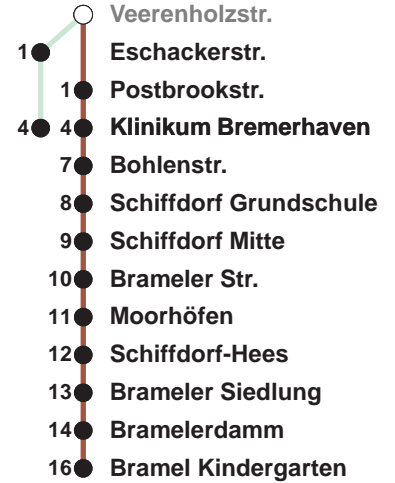 Veerenholzstr.
1 Eschackerstr.
1 Postbrookstr.
4 4 Klinikum Bremerhaven
7 Bohlenstr.
8 Schiffdorf Grundschule
9 Schiffdorf Mitte
10 Brameler Str.
11 Moorhöfen
12 Schiffdorf-Hees
13 Brameler Siedlung
14 Bramelerdamm
16 Bramel Kindergarten